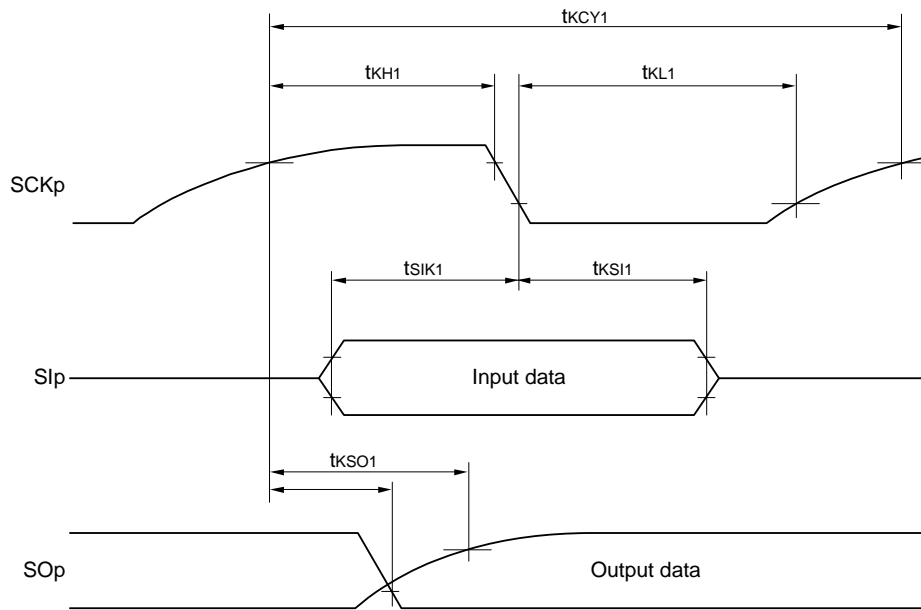 tKCY1
tKH1
tKL1
SCKp
tSIK1
tKSI1
SIp
Input data
tKSO1
SOp
Output data